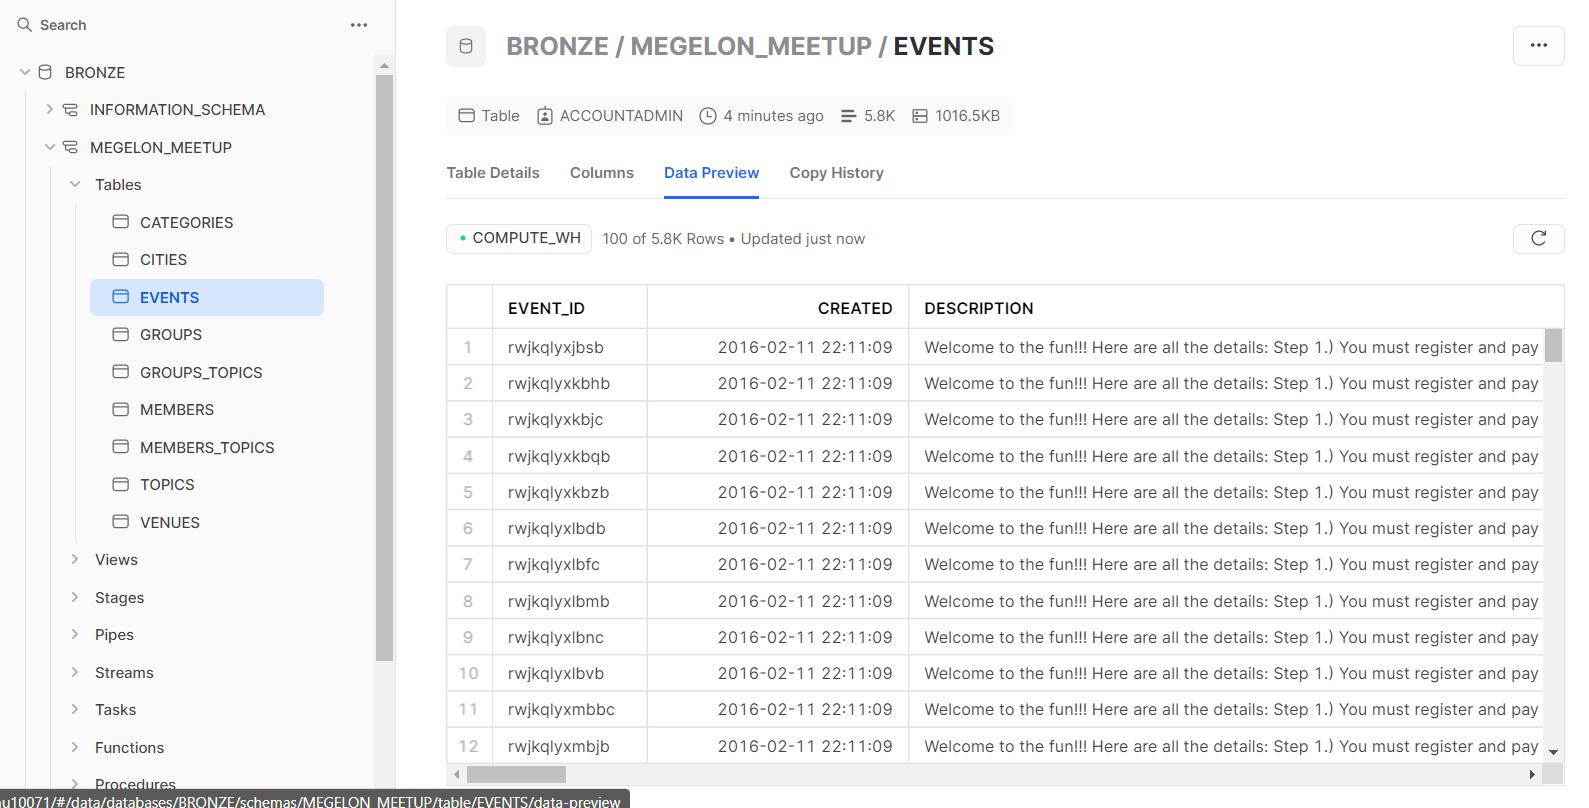 Search
BRONZE
INFORMATION_SCHEMA
MEGELON_MEETUP
Tables
CATEGORIES
CITIES
EVENTS
GROUPS
GROUPS_TOPICS
MEMBERS
MEMBERS_TOPICS
TOPICS
VENUES
Views
Stages
Pipes
Streams
Tasks
Functions
Procedures
u10071/#/data/databases/BRONZE/schemas/MEGELON_MEETUP/table/EVENTS/data-preview
BRONZE / MEGELON_MEETUP / EVENTS
Table ACCOUNTADMIN 4 minutes ago 5.8K 1016.5KB
Table Details Columns Data Preview Copy History
COMPUTE_WH 100 of 5.8K Rows • Updated just now
EVENT_ID CREATED DESCRIPTION
1 rwjkqlyxjbsb 2016-02-11 22:11:09 Welcome to the fun!!! Here are all the details: Step 1.) You must register and pay
2 rwjkqlyxkbhb 2016-02-11 22:11:09 Welcome to the fun!!! Here are all the details: Step 1.) You must register and pay
3 rwjkqlyxkbjc 2016-02-11 22:11:09 Welcome to the fun!!! Here are all the details: Step 1.) You must register and pay
4 rwjkqlyxkbqb 2016-02-11 22:11:09 Welcome to the fun!!! Here are all the details: Step 1.) You must register and pay
5 rwjkqlyxkbzb 2016-02-11 22:11:09 Welcome to the fun!!! Here are all the details: Step 1.) You must register and pay
6 rwjkqlyxlbdb 2016-02-11 22:11:09 Welcome to the fun!!! Here are all the details: Step 1.) You must register and pay
7 rwjkqlyxlbfc 2016-02-11 22:11:09 Welcome to the fun!!! Here are all the details: Step 1.) You must register and pay
8 rwjkqlyxlbmb 2016-02-11 22:11:09 Welcome to the fun!!! Here are all the details: Step 1.) You must register and pay
9 rwjkqlyxlbnc 2016-02-11 22:11:09 Welcome to the fun!!! Here are all the details: Step 1.) You must register and pay
10 rwjkqlyxlbvb 2016-02-11 22:11:09 Welcome to the fun!!! Here are all the details: Step 1.) You must register and pay
11 rwjkqlyxmbbc 2016-02-11 22:11:09 Welcome to the fun!!! Here are all the details: Step 1.) You must register and pay
12 rwjkqlyxmbjb 2016-02-11 22:11:09 Welcome to the fun!!! Here are all the details: Step 1.) You must register and pay